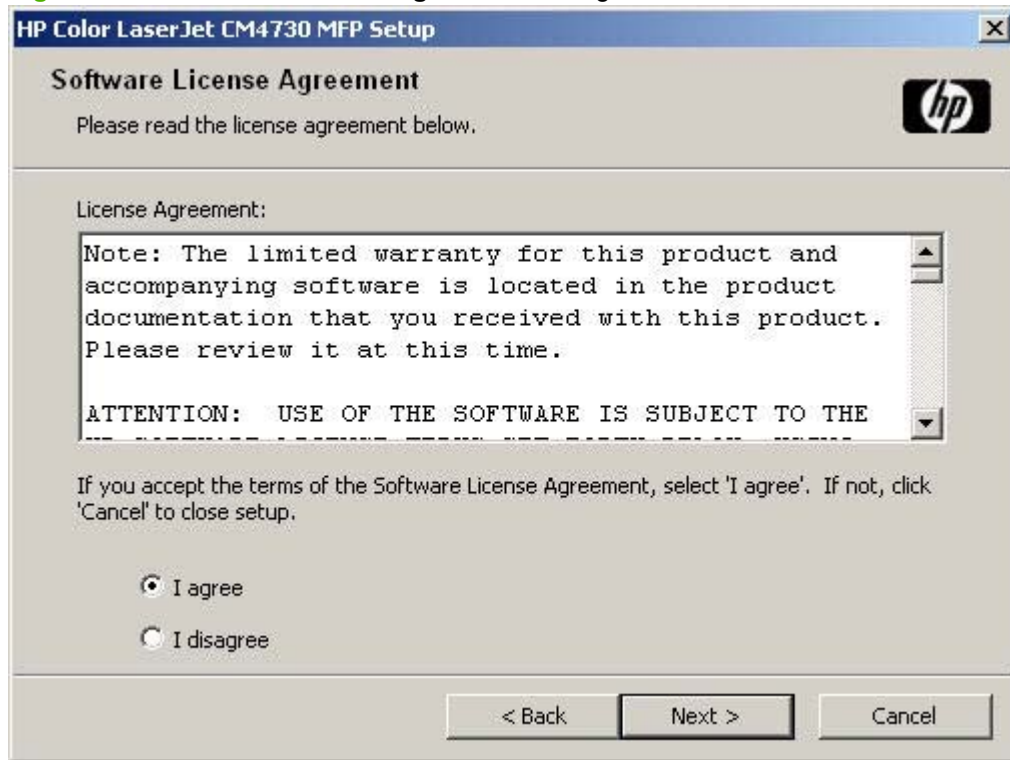 HP Color LaserJet CM4730 MFP Setup
Software License Agreement
Please read the license agreement below.
hp
License Agreement:
Note: The limited warranty for this product and
accompanying software is located in the product
documentation that you received with this product.
Please review it at this time.
ATTENTION:  USE OF THE SOFTWARE IS SUBJECT TO THE
If you accept the terms of the Software License Agreement, select 'I agree'.  If not, click
'Cancel' to close setup.
I agree
I disagree
< Back
Next >
Cancel